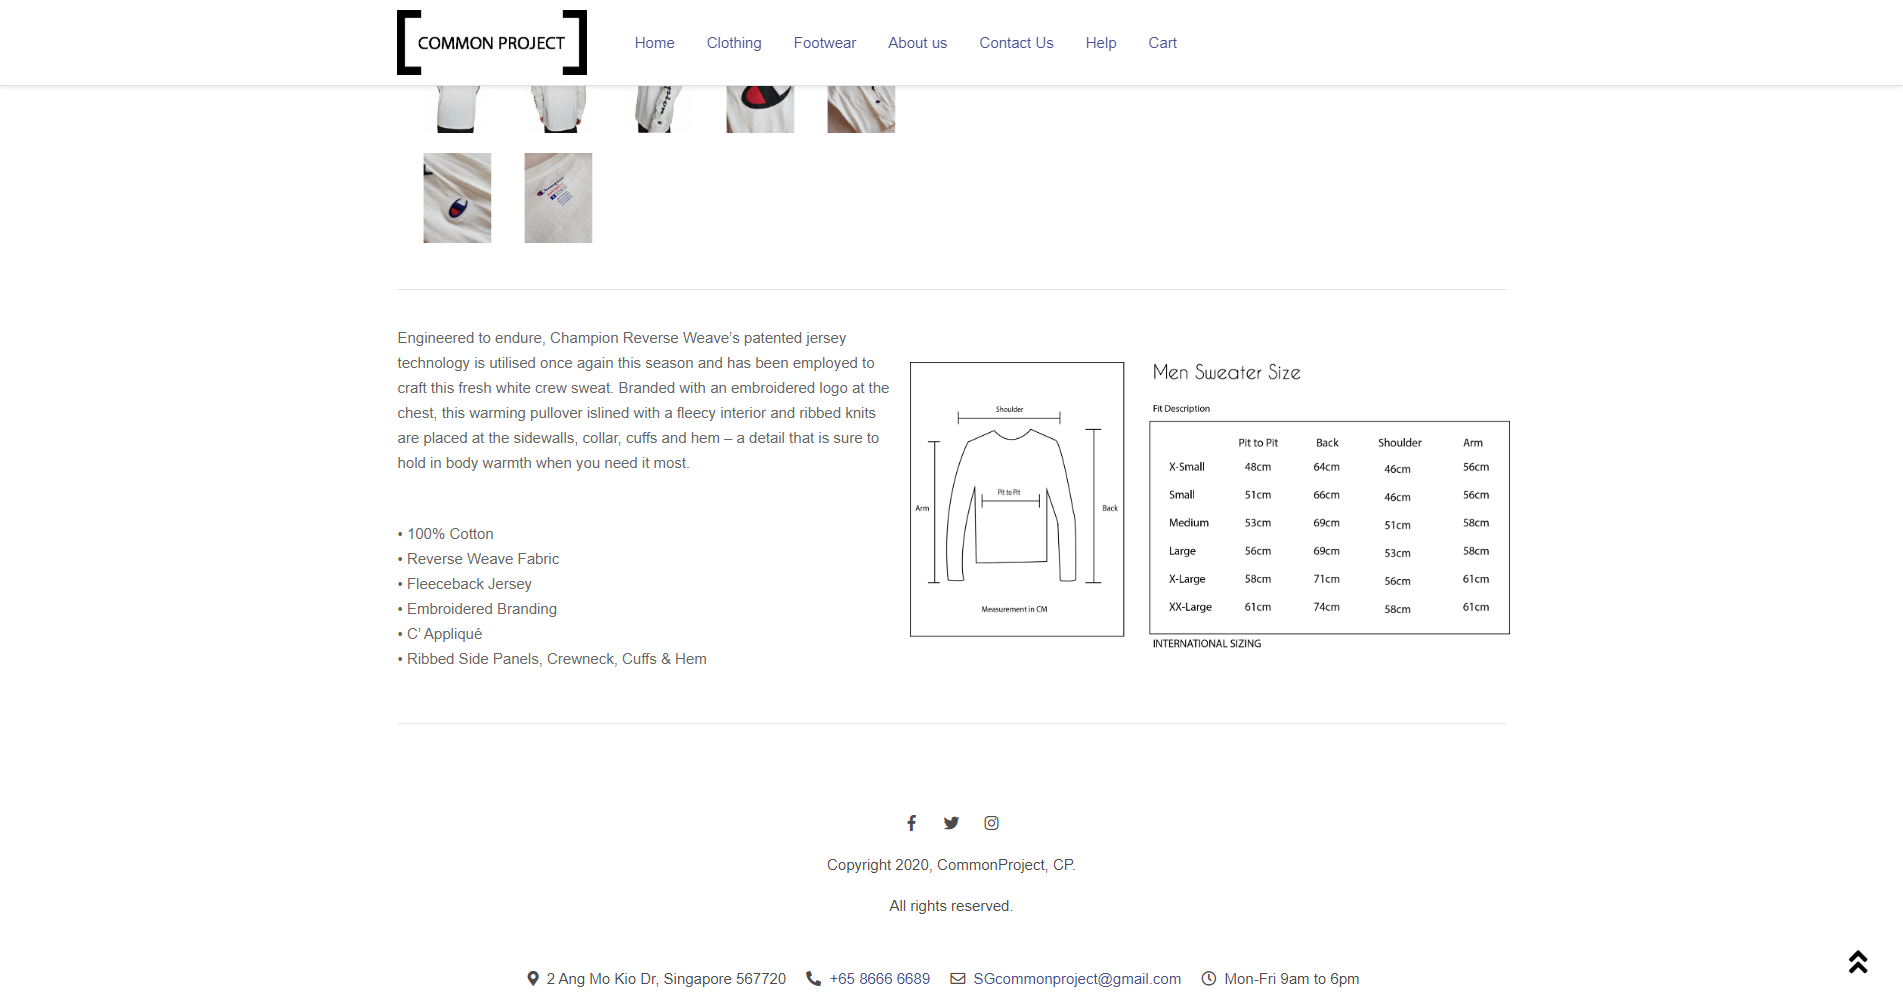 COMMON PROJECT
Home Clothing Footwear About us Contact Us Help Cart
Engineered to endure, Champion Reverse Weave’s patented jersey
technology is utilised once again this season and has been employed to
craft this fresh white crew sweat. Branded with an embroidered logo at the
chest, this warming pullover islined with a fleecy interior and ribbed knits
are placed at the sidewalls, collar, cuffs and hem – a detail that is sure to
hold in body warmth when you need it most.
• 100% Cotton
• Reverse Weave Fabric
• Fleeceback Jersey
• Embroidered Branding
• C’ Appliqué
• Ribbed Side Panels, Crewneck, Cuffs & Hem
Shoulder
Pit to Pit
Arm
Back
Measurement in CM
Men Sweater Size
Fit Description
Pit to Pit Back Shoulder Arm
X-Small 48cm 64cm 46cm 56cm
Small 51cm 66cm 46cm 56cm
Medium 53cm 69cm 51cm 58cm
Large 56cm 69cm 53cm 58cm
X-Large 58cm 71cm 56cm 61cm
XX-Large 61cm 74cm 58cm 61cm
INTERNATIONAL SIZING
Copyright 2020, CommonProject, CP.
All rights reserved.
2 Ang Mo Kio Dr, Singapore 567720 +65 8666 6689 SGcommonproject@gmail.com Mon-Fri 9am to 6pm